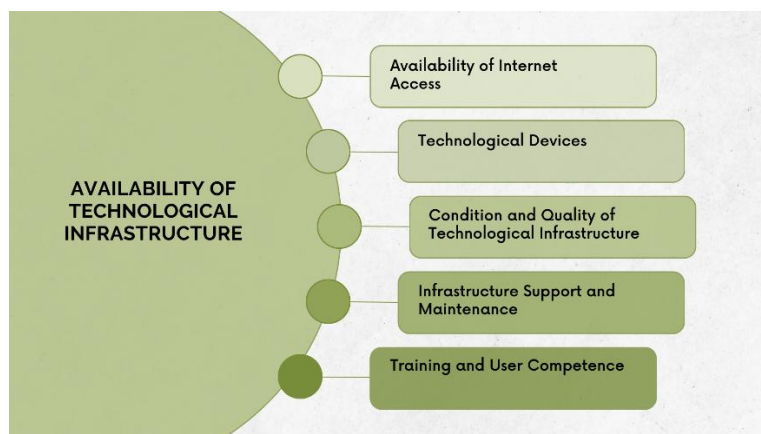 AVAILABILITY OF
TECHNOLOGICAL
INFRASTRUCTURE
Availability of Internet
Access
Technological Devices
Condition and Quality of
Technological Infrastructure
Infrastructure Support and
Maintenance
Training and User Competence